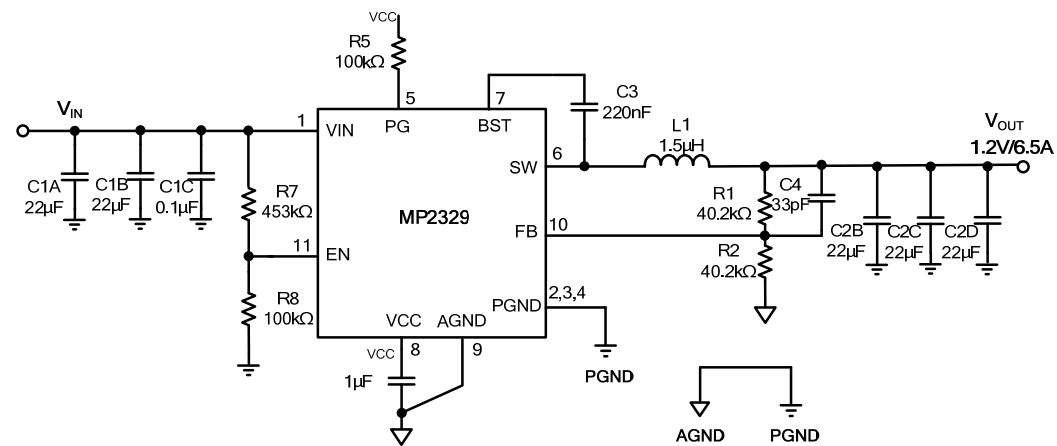 VCC
R5
100kΩ
5
7
C3
220nF
VIN
1
VIN
PG
BST
L1
1.5µH
VOUT
1.2V/6.5A
SW
6
C1A
22µF
C1B
22µF
C1C
0.1µF
R7
453kΩ
MP2329
R1
40.2kΩ
C4
33pF
FB
10
11
EN
R2
40.2kΩ
C2B
22µF
C2C
22µF
C2D
22µF
R8
100kΩ
PGND
2,3,4
VCC
AGND
VCC
8
9
1µF
PGND
AGND
PGND